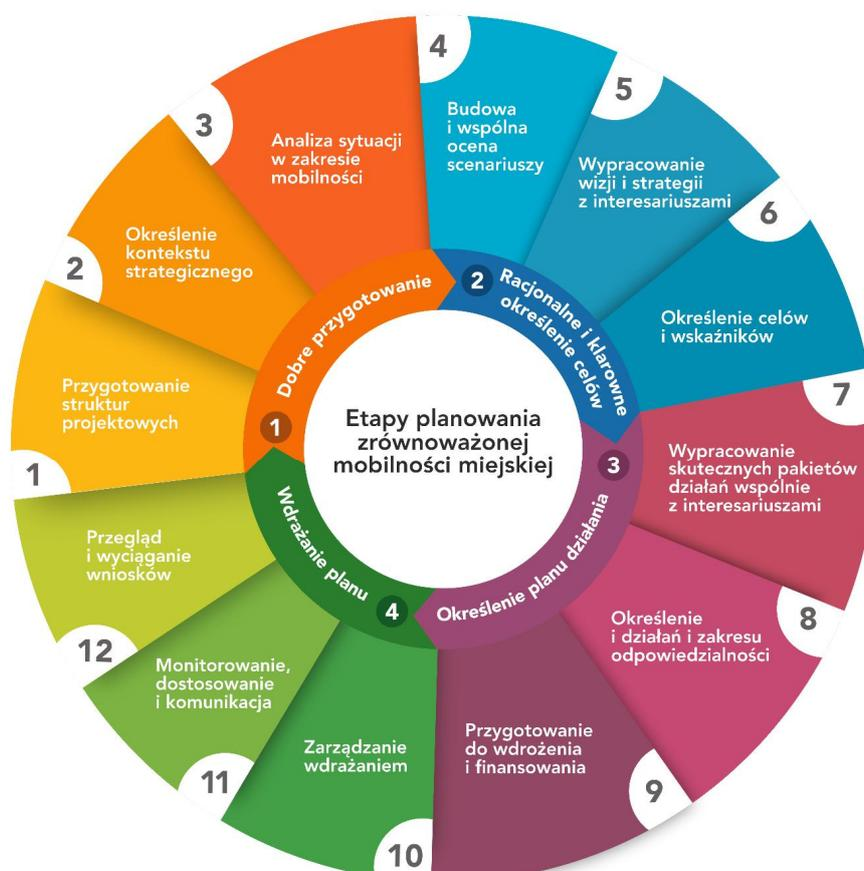 Etapy planowania
zrównoważonej
mobilności miejskiej
1
Dobre przygotowanie
2
Racjonalne i klarowne
określenie celów
3
Określenie planu działania
4
Wdrażanie planu
1
Przygotowanie
struktur
projektowych
2
Określenie
kontekstu
strategicznego
3
Analiza sytuacji
w zakresie
mobilności
4
Budowa
i wspólna
ocena
scenariuszy
5
Wypracowanie
wizji i strategii
z interesariuszami
6
Określenie celów
i wskaźników
7
Wypracowanie
skutecznych pakietów
działań wspólnie
z interesariuszami
8
Określenie
i działań i zakresu
odpowiedzialności
9
Przygotowanie
do wdrożenia
i finansowania
10
Zarządzanie
wdrażaniem
11
Monitorowanie,
dostosowanie
i komunikacja
12
Przegląd
i wyciąganie
wniosków